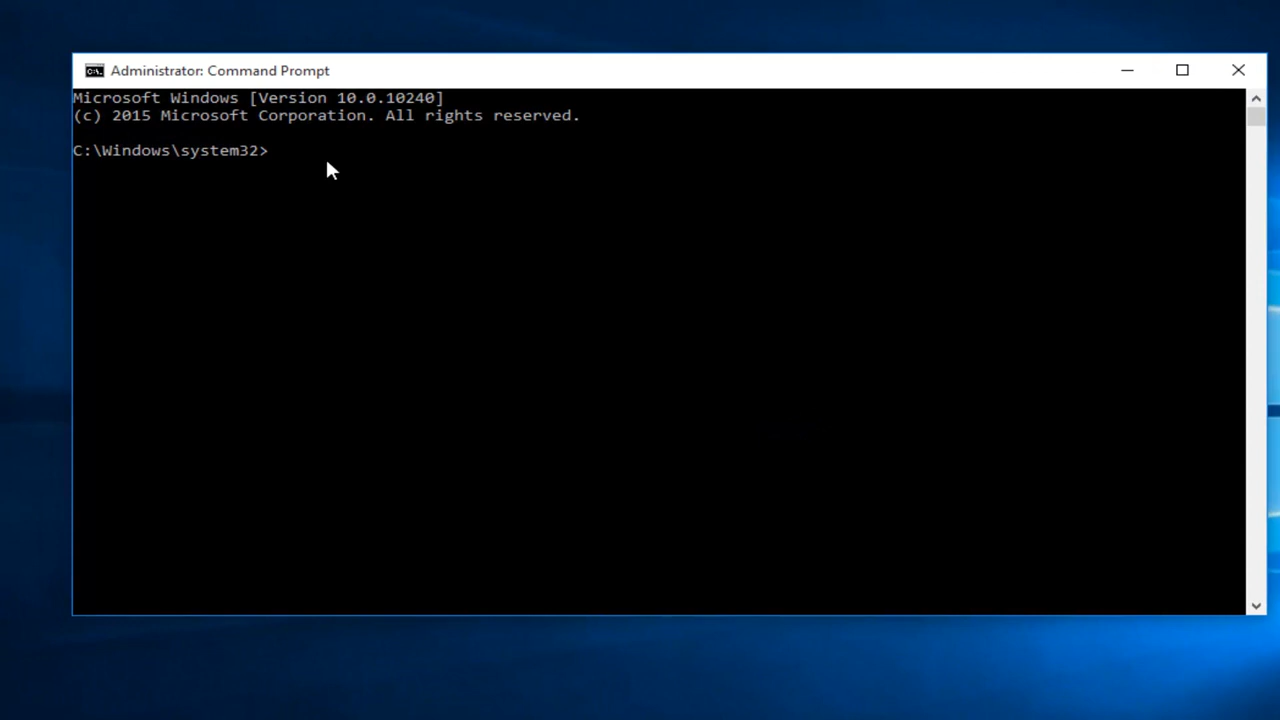 Administrator: Command Prompt
Microsoft Windows [Version 10.0.10240]
(c) 2015 Microsoft Corporation. All rights reserved.
C:\Windows\system32>